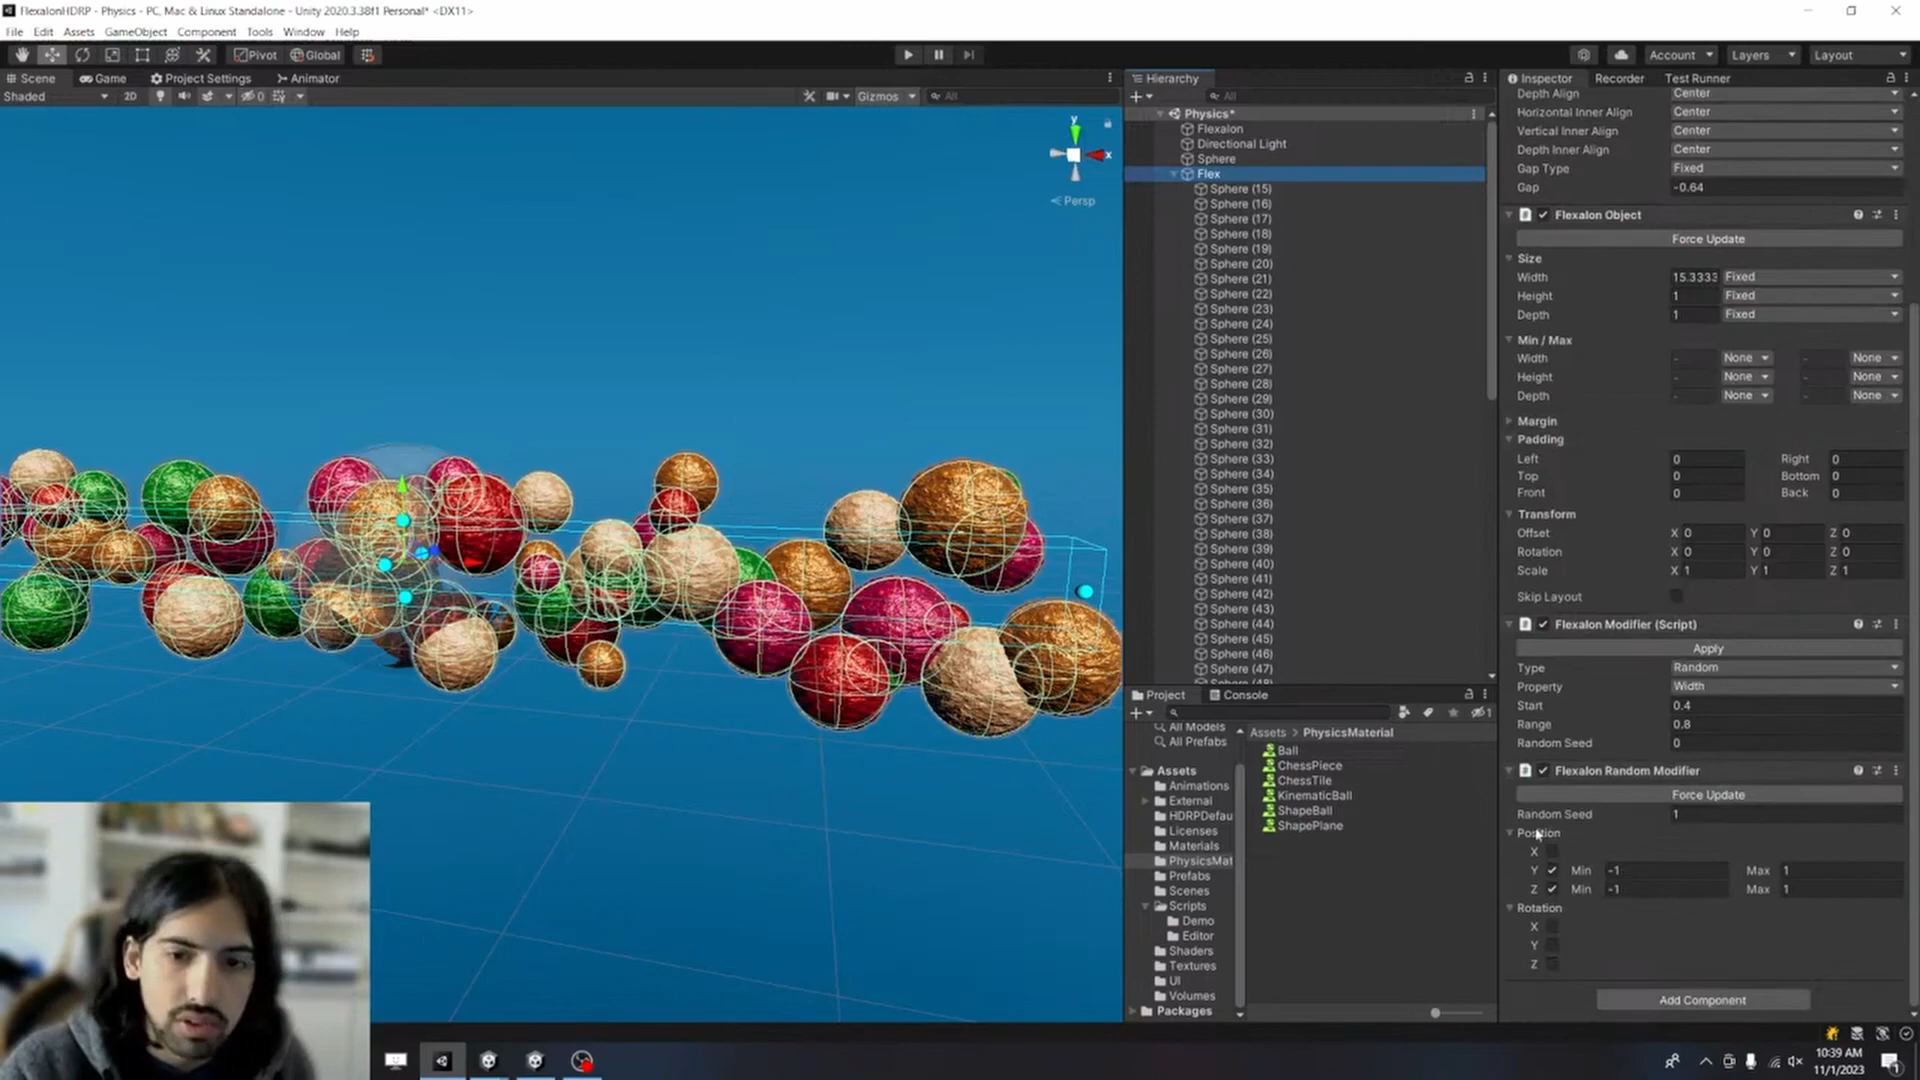 FlexalonHDRP - Physics - PC, Mac & Linux Standalone - Unity 2020.3.38f1 Personal* <DX11>
File Edit Assets GameObject Component Tools Window Help
Pivot Global Account Layers Layout
Scene Game Project Settings Animator
Shaded 2D 0 Gizmos All
y
x
Persp
Hierarchy
All
Physics*
Flexalon
Directional Light
Sphere
Flex
Sphere (15)
Sphere (16)
Sphere (17)
Sphere (18)
Sphere (19)
Sphere (20)
Sphere (21)
Sphere (22)
Sphere (23)
Sphere (24)
Sphere (25)
Sphere (26)
Sphere (27)
Sphere (28)
Sphere (29)
Sphere (30)
Sphere (31)
Sphere (32)
Sphere (33)
Sphere (34)
Sphere (35)
Sphere (36)
Sphere (37)
Sphere (38)
Sphere (39)
Sphere (40)
Sphere (41)
Sphere (42)
Sphere (43)
Sphere (44)
Sphere (45)
Sphere (46)
Sphere (47)
Project Console
1
All Models
All Prefabs
Assets
Animations
External
HDRPDefau
Licenses
Materials
PhysicsMat
Prefabs
Scenes
Scripts
Demo
Editor
Shaders
Textures
UI
Volumes
Packages
Assets > PhysicsMaterial
Ball
ChessPiece
ChessTile
KinematicBall
ShapeBall
ShapePlane
Inspector Recorder Test Runner
Depth Align Center
Horizontal Inner Align Center
Vertical Inner Align Center
Depth Inner Align Center
Gap Type Fixed
Gap -0.64
Flexalon Object
Force Update
Size
Width 15.3333 Fixed
Height 1 Fixed
Depth 1 Fixed
Min / Max
Width - None - None
Height - None - None
Depth - None - None
Margin
Padding
Left 0 Right 0
Top 0 Bottom 0
Front 0 Back 0
Transform
Offset X 0 Y 0 Z 0
Rotation X 0 Y 0 Z 0
Scale X 1 Y 1 Z 1
Skip Layout
Flexalon Modifier (Script)
Apply
Type Random
Property Width
Start 0.4
Range 0.8
Random Seed 0
Flexalon Random Modifier
Force Update
Random Seed 1
Position
X
Y Min -1 Max 1
Z Min -1 Max 1
Rotation
X
Y
Z
Add Component
10:39 AM
11/1/2023
1